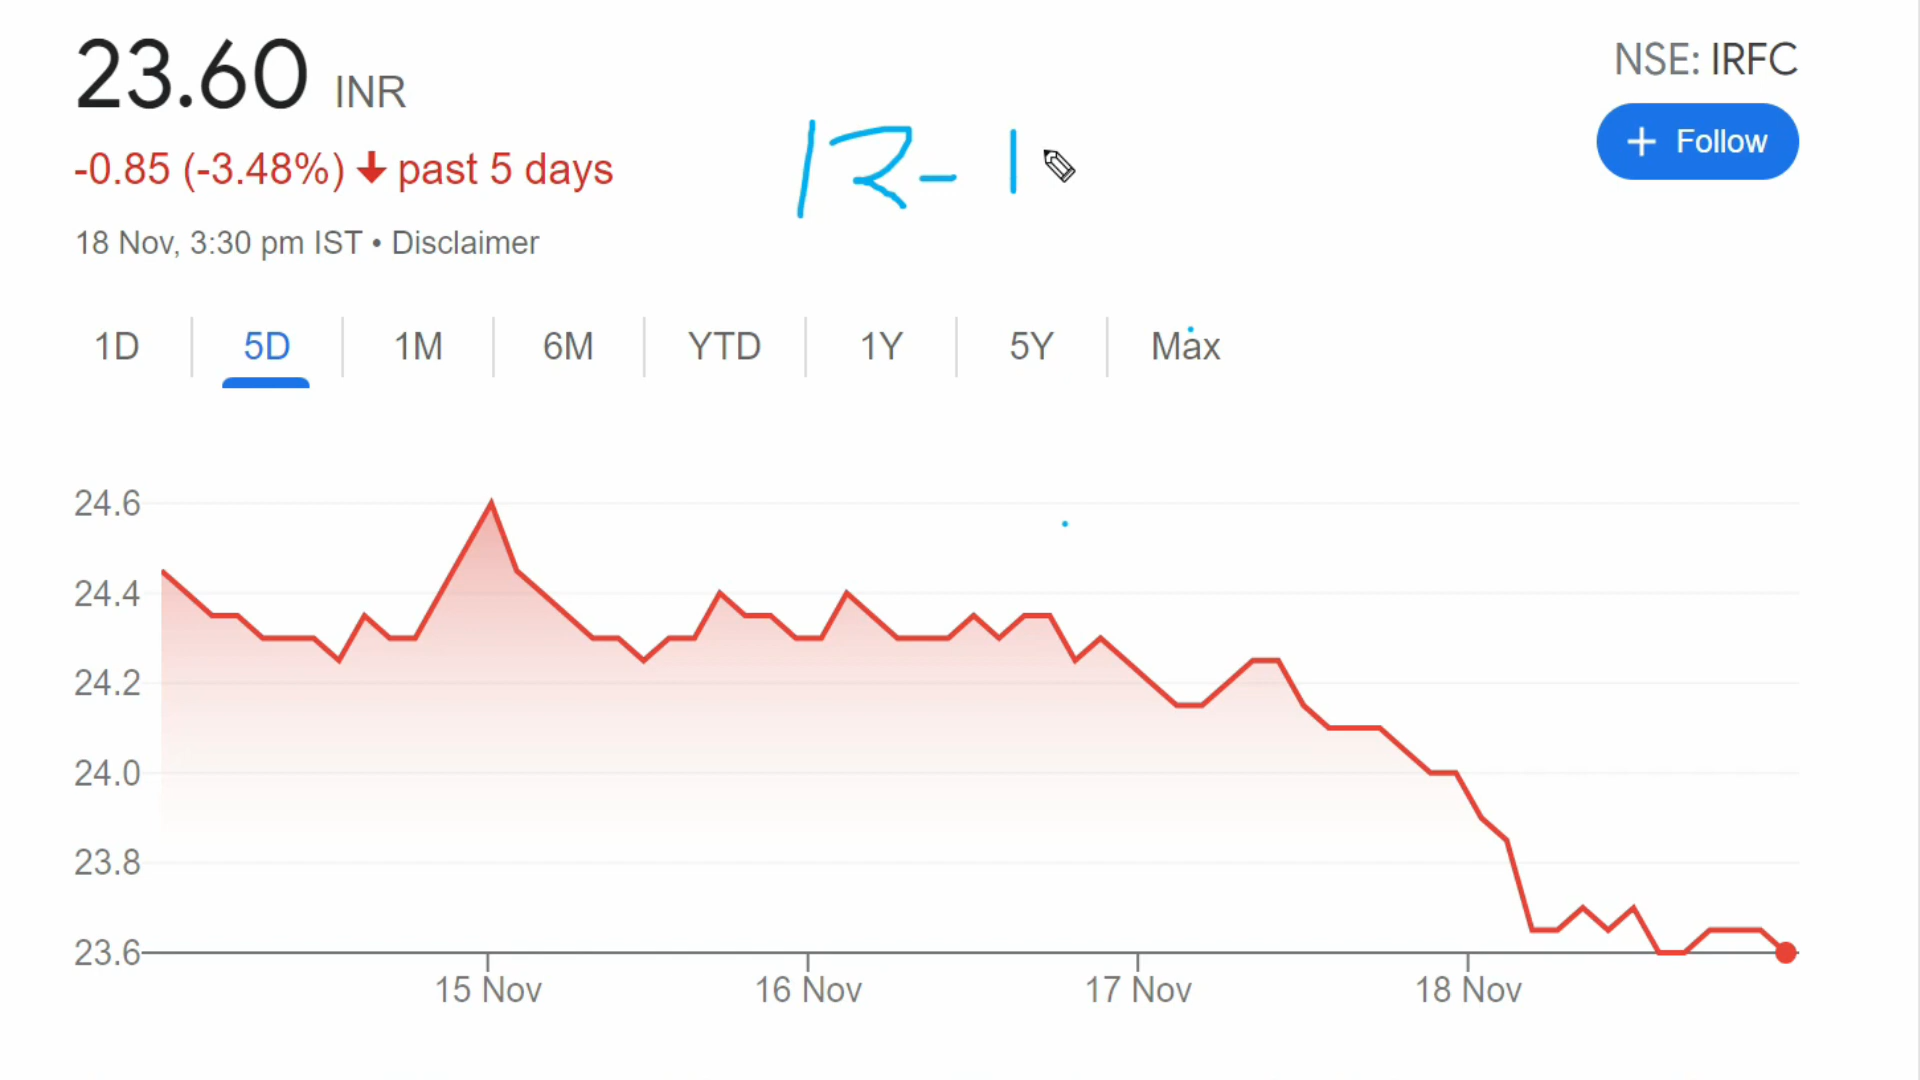 23.60 INR
NSE: IRFC
-0.85 (-3.48%) ↓ past 5 days
12- 1
+ Follow
18 Nov, 3:30 pm IST • Disclaimer
1D 5D 1M 6M YTD 1Y 5Y Max
24.6
24.4
24.2
24.0
23.8
23.6
15 Nov 16 Nov 17 Nov 18 Nov